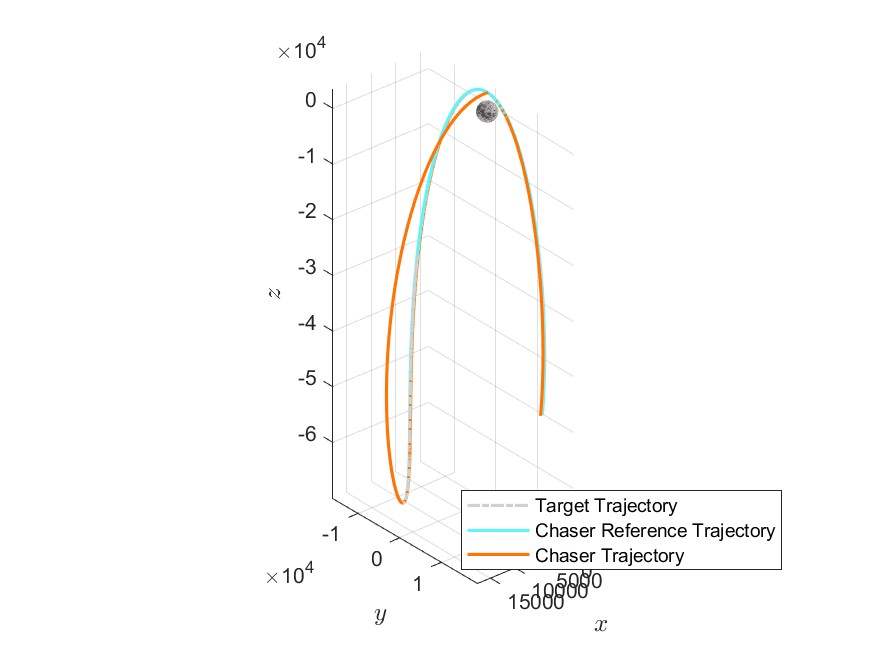 ×10^4
0
-1
-2
-3
-4
-5
-6
z
Target Trajectory
Chaser Reference Trajectory
Chaser Trajectory
-1
0
1
×10^4
y
0
5000
10000
15000
x